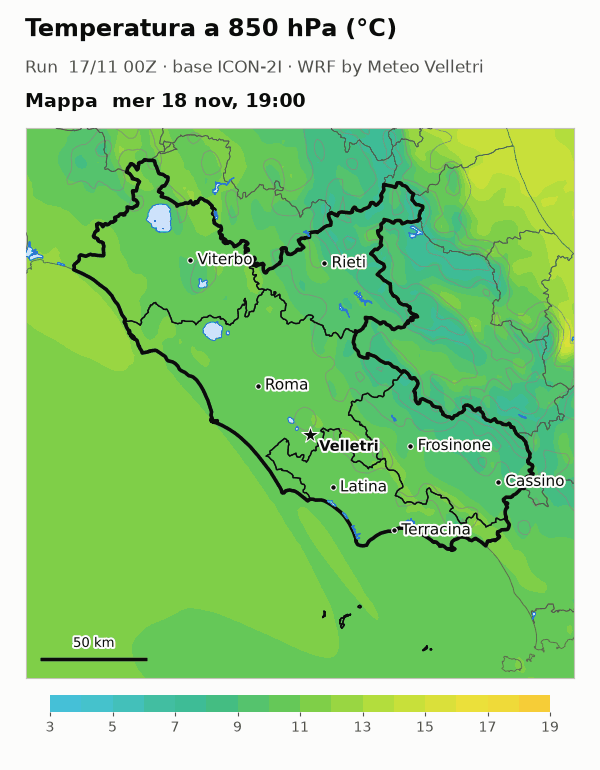 Temperatura a 850 hPa (°C)
Run  17/11 00Z · base ICON-2I · WRF by Meteo Velletri
Mappa  mer 18 nov, 19:00
Viterbo
Rieti
Roma
Velletri
Frosinone
Cassino
Latina
Terracina
50 km
3 5 7 9 11 13 15 17 19